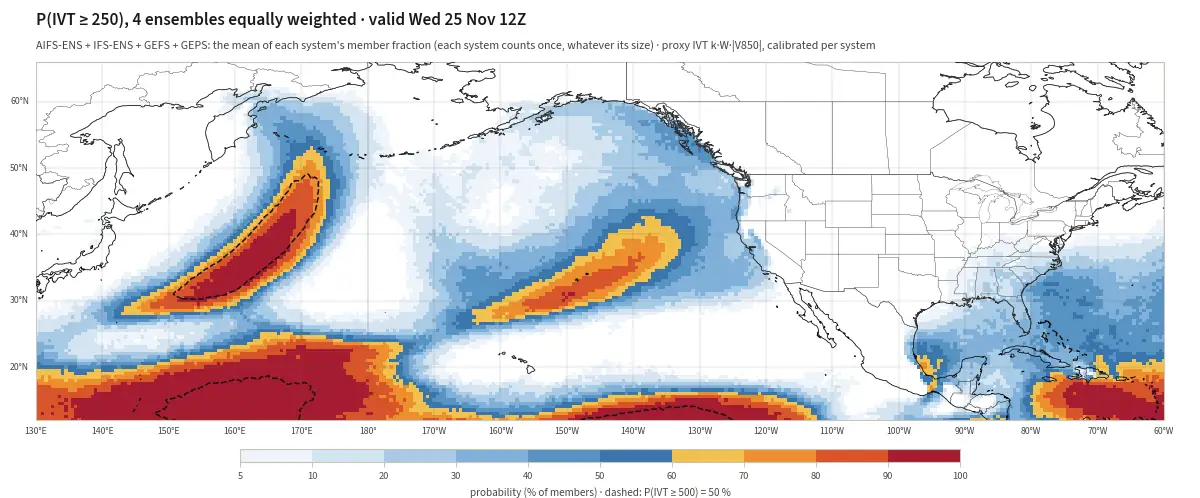 P(IVT ≥ 250), 4 ensembles equally weighted · valid Wed 25 Nov 12Z
AIFS-ENS + IFS-ENS + GEFS + GEPS: the mean of each system's member fraction (each system counts once, whatever its size) · proxy IVT k·W·|V850|, calibrated per system
60°N
50°N
40°N
30°N
20°N
130°E 140°E 150°E 160°E 170°E 180° 170°W 160°W 150°W 140°W 130°W 120°W 110°W 100°W 90°W 80°W 70°W 60°W
5 10 20 30 40 50 60 70 80 90 100
probability (% of members) · dashed: P(IVT ≥ 500) = 50 %